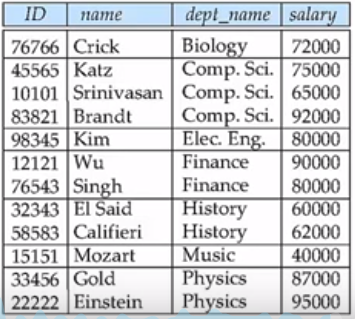 ID name dept_name salary
76766 Crick Biology 72000
45565 Katz Comp. Sci. 75000
10101 Srinivasan Comp. Sci. 65000
83821 Brandt Comp. Sci. 92000
98345 Kim Elec. Eng. 80000
12121 Wu Finance 90000
76543 Singh Finance 80000
32343 El Said History 60000
58583 Califieri History 62000
15151 Mozart Music 40000
33456 Gold Physics 87000
22222 Einstein Physics 95000